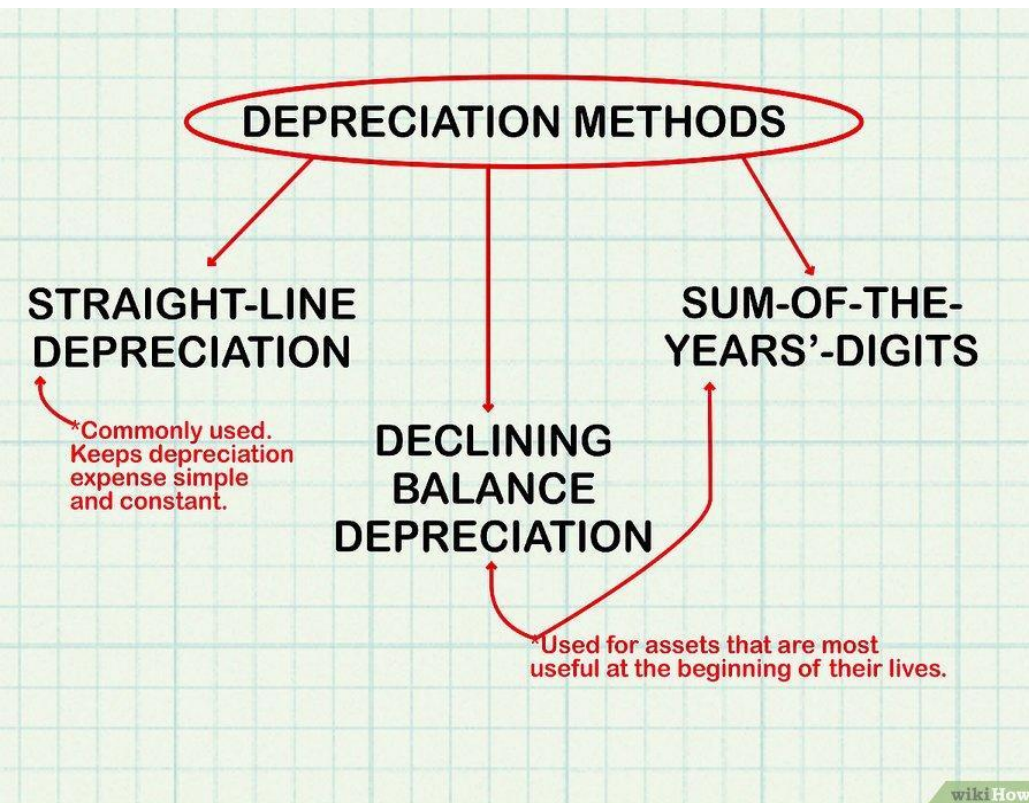 DEPRECIATION METHODS
STRAIGHT-LINE
DEPRECIATION
*Commonly used.
Keeps depreciation
expense simple
and constant.
DECLINING
BALANCE
DEPRECIATION
SUM-OF-THE-
YEARS’-DIGITS
*Used for assets that are most
useful at the beginning of their lives.
wikiHow